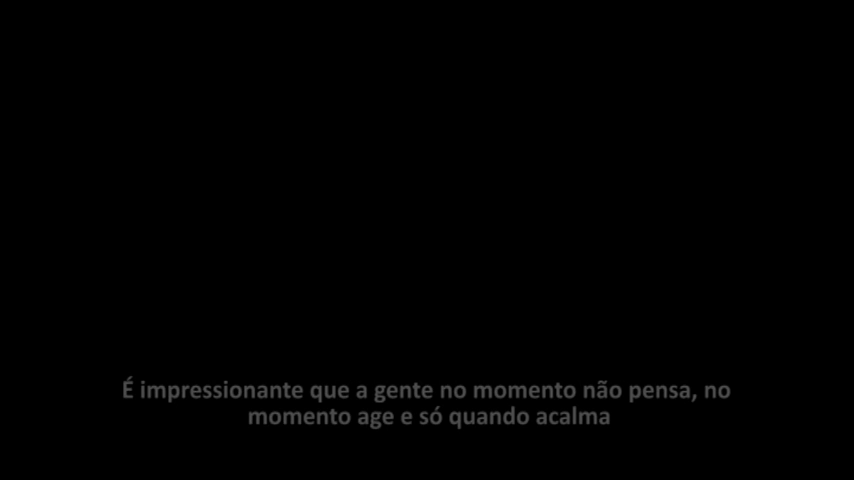 É impressionante que a gente no momento não pensa, no
momento age e só quando acalma